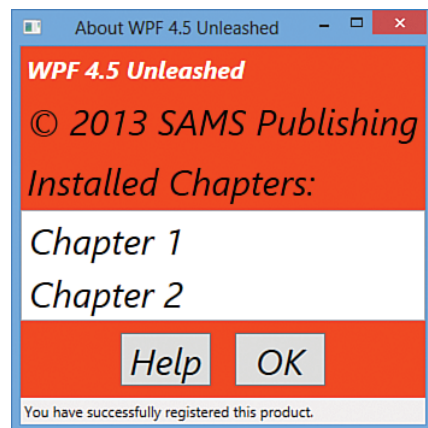 About WPF 4.5 Unleashed
WPF 4.5 Unleashed
© 2013 SAMS Publishing
Installed Chapters:
Chapter 1
Chapter 2
Help OK
You have successfully registered this product.